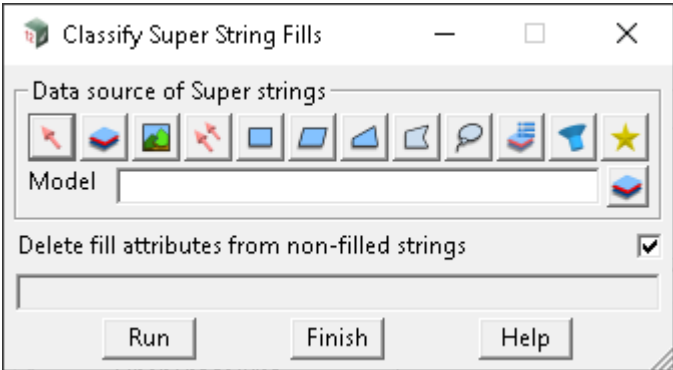 Classify Super String Fills
Data source of Super strings
Model
Delete fill attributes from non-filled strings
Run Finish Help